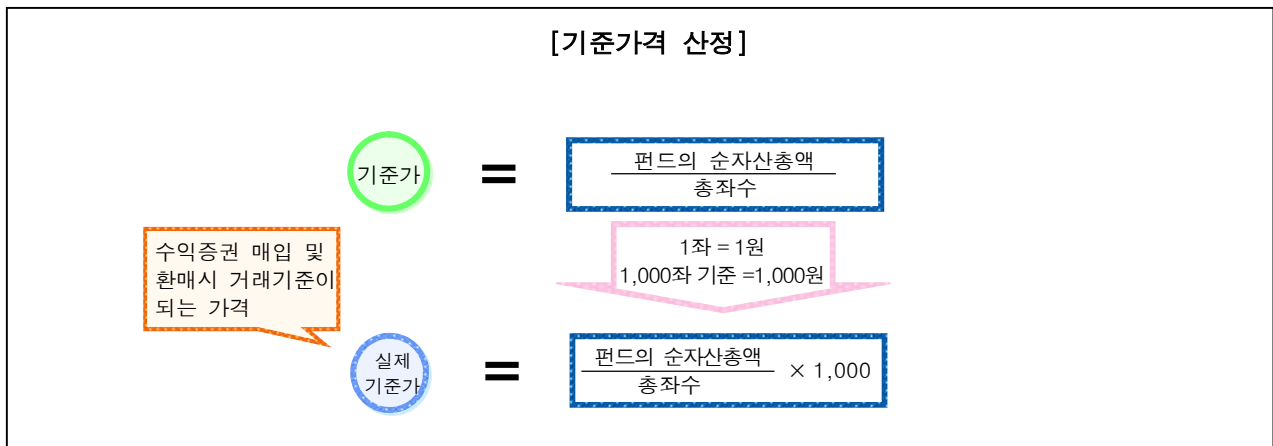 [기준가격 산정]
기준가
=
펀드의 순자산총액
총좌수
1좌 = 1원
1,000좌 기준 =1,000원
수익증권 매입 및
환매시 거래기준이
되는 가격
실제
기준가
=
펀드의 순자산총액
총좌수
× 1,000